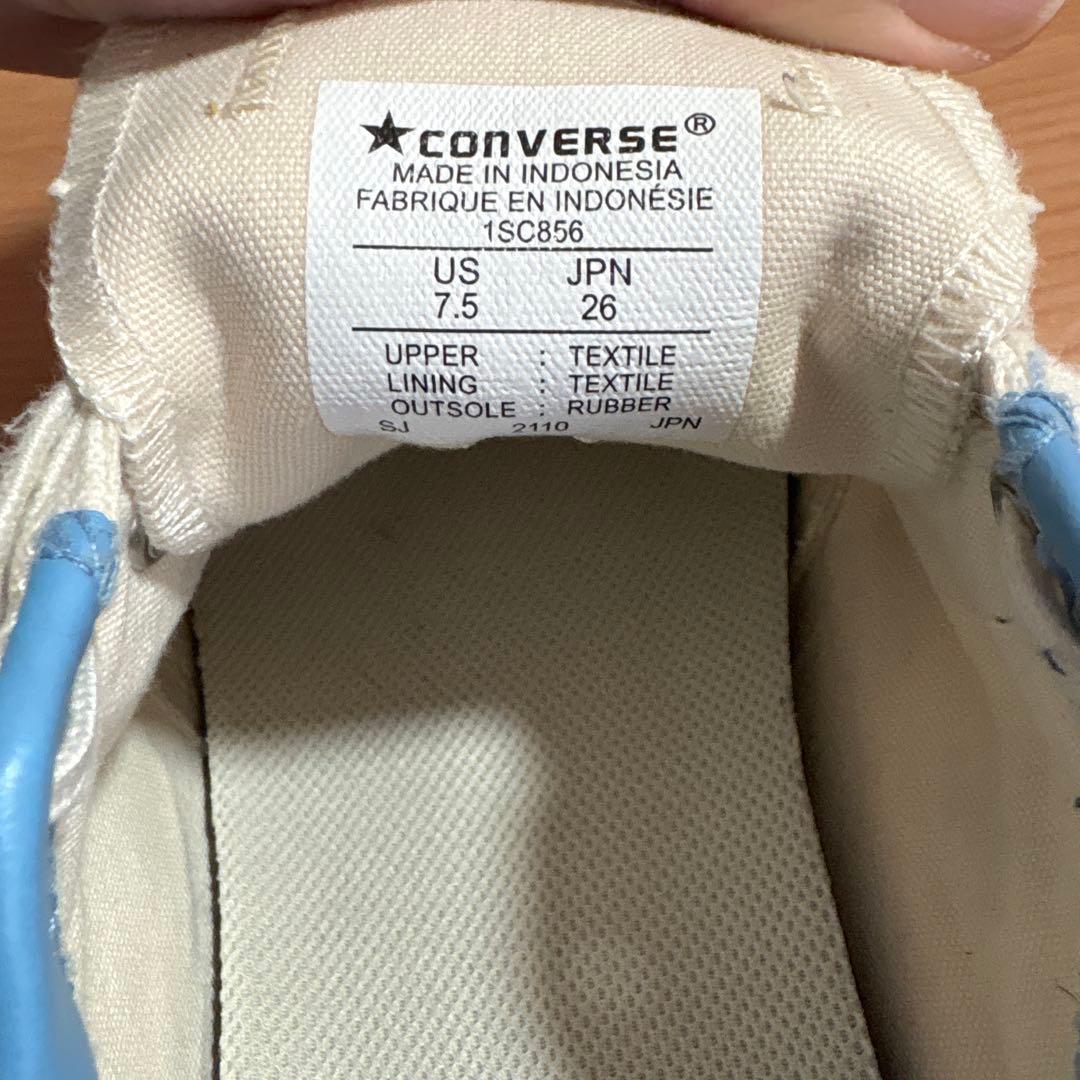 CONVERSE®
MADE IN INDONESIA
FABRIQUE EN INDONÉSIE
1SC856
US JPN
7.5 26
UPPER : TEXTILE
LINING : TEXTILE
OUTSOLE : RUBBER
SJ 2110 JPN